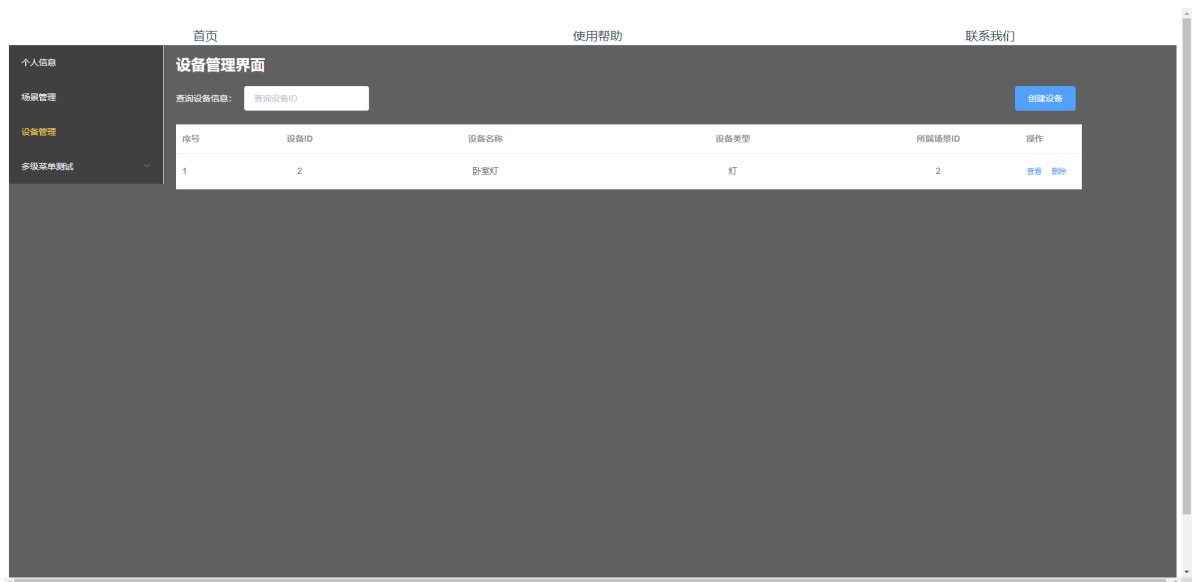 首页 使用帮助 联系我们
个人信息
场景管理
设备管理
多级菜单测试
设备管理界面
查询设备信息： 查询设备ID 创建设备
序号 设备ID 设备名称 设备类型 所属场景ID 操作
1 2 卧室灯 灯 2 查看 删除